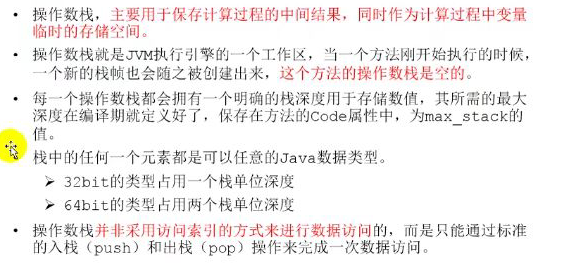 • 操作数栈，主要用于保存计算过程的中间结果，同时作为计算过程中变量
临时的存储空间。
• 操作数栈就是JVM执行引擎的一个工作区，当一个方法刚开始执行的时候，
一个新的栈帧也会随之被创建出来，这个方法的操作数栈是空的。
• 每一个操作数栈都会拥有一个明确的栈深度用于存储数值，其所需的最大
深度在编译期就定义好了，保存在方法的Code属性中，为max_stack的
值。
栈中的任何一个元素都是可以任意的Java数据类型。
➢ 32bit的类型占用一个栈单位深度
➢ 64bit的类型占用两个栈单位深度
• 操作数栈并非采用访问索引的方式来进行数据访问的，而是只能通过标准
的入栈（push）和出栈（pop）操作来完成一次数据访问。